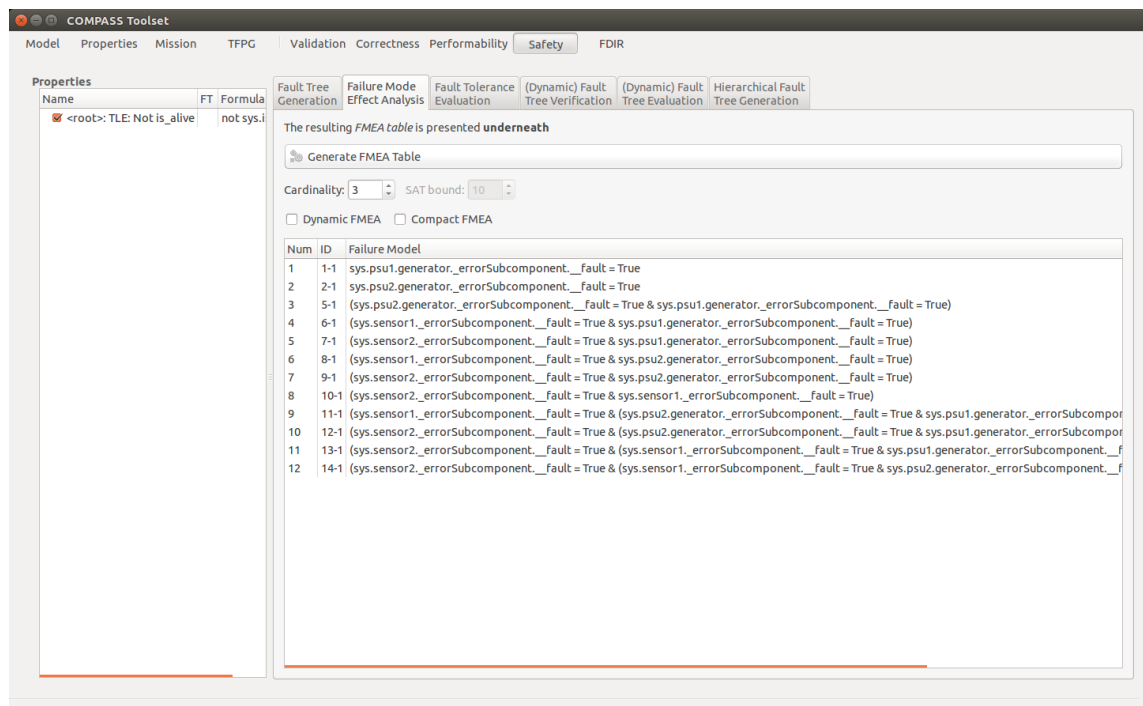 COMPASS Toolset
Model Properties Mission TFPG Validation Correctness Performability Safety FDIR
Properties
Name FT Formula
<root>: TLE: Not is_alive not sys.i
Fault Tree Generation
Failure Mode Effect Analysis
Fault Tolerance Evaluation
(Dynamic) Fault Tree Verification
(Dynamic) Fault Tree Evaluation
Hierarchical Fault Tree Generation
The resulting FMEA table is presented underneath
Generate FMEA Table
Cardinality: 3 SAT bound: 10
Dynamic FMEA Compact FMEA
Num ID Failure Model
1 1-1 sys.psu1.generator._errorSubcomponent.__fault = True
2 2-1 sys.psu2.generator._errorSubcomponent.__fault = True
3 5-1 (sys.psu2.generator._errorSubcomponent.__fault = True & sys.psu1.generator._errorSubcomponent.__fault = True)
4 6-1 (sys.sensor1._errorSubcomponent.__fault = True & sys.psu1.generator._errorSubcomponent.__fault = True)
5 7-1 (sys.sensor2._errorSubcomponent.__fault = True & sys.psu1.generator._errorSubcomponent.__fault = True)
6 8-1 (sys.sensor1._errorSubcomponent.__fault = True & sys.psu2.generator._errorSubcomponent.__fault = True)
7 9-1 (sys.sensor2._errorSubcomponent.__fault = True & sys.psu2.generator._errorSubcomponent.__fault = True)
8 10-1 (sys.sensor2._errorSubcomponent.__fault = True & sys.sensor1._errorSubcomponent.__fault = True)
9 11-1 (sys.sensor1._errorSubcomponent.__fault = True & (sys.psu2.generator._errorSubcomponent.__fault = True & sys.psu1.generator._errorSubcompor
10 12-1 (sys.sensor2._errorSubcomponent.__fault = True & (sys.psu2.generator._errorSubcomponent.__fault = True & sys.psu1.generator._errorSubcompor
11 13-1 (sys.sensor2._errorSubcomponent.__fault = True & (sys.sensor1._errorSubcomponent.__fault = True & sys.psu1.generator._errorSubcomponent.__f
12 14-1 (sys.sensor2._errorSubcomponent.__fault = True & (sys.sensor1._errorSubcomponent.__fault = True & sys.psu2.generator._errorSubcomponent.__f